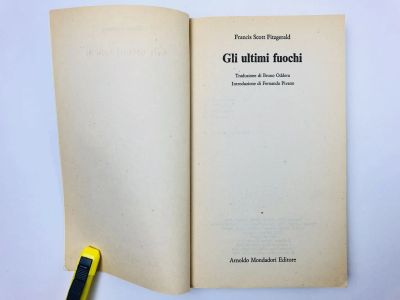 Francis Scott Fitzgerald
Gli ultimi fuochi
Traduzione di Bruno Oddera
Introduzione di Fernanda Pivano
Arnoldo Mondadori Editore